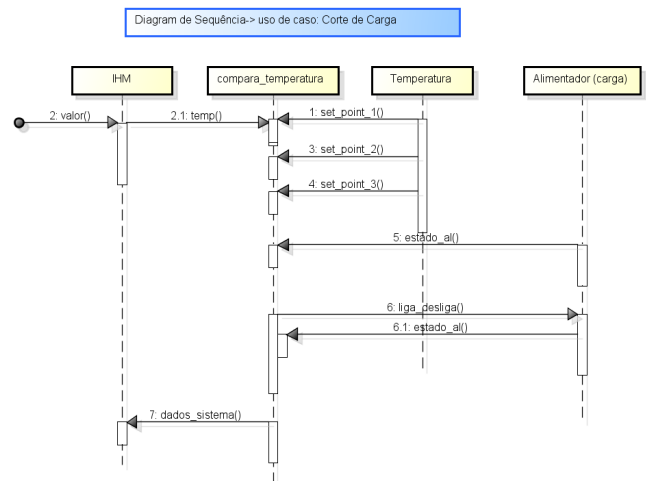 Diagram de Sequência-> uso de caso: Corte de Carga
IHM
compara_temperatura
Temperatura
Alimentador (carga)
2: valor()
2.1: temp()
1: set_point_1()
3: set_point_2()
4: set_point_3()
5: estado_al()
6: liga_desliga()
6.1: estado_al()
7: dados_sistema()